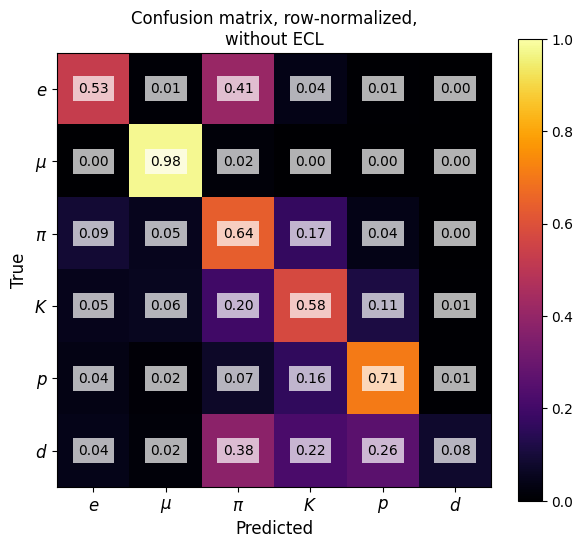 Confusion matrix, row-normalized,
without ECL
1.0
e 0.53 0.01 0.41 0.04 0.01 0.00
0.8
μ 0.00 0.98 0.02 0.00 0.00 0.00
0.6
π 0.09 0.05 0.64 0.17 0.04 0.00
True
K 0.05 0.06 0.20 0.58 0.11 0.01
0.4
p 0.04 0.02 0.07 0.16 0.71 0.01
0.2
d 0.04 0.02 0.38 0.22 0.26 0.08
0.0
e μ π K p d
Predicted